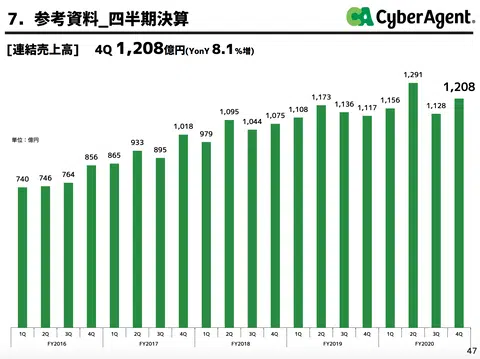 7．参考資料_四半期決算
CyberAgent.
[連結売上高] 4Q 1,208億円(YonY 8.1%増)
単位：億円
740 746 764 856 865 933 895 1,018 979 1,095 1,044 1,075 1,108 1,173 1,136 1,117 1,156 1,291 1,128 1,208
1Q 2Q 3Q 4Q 1Q 2Q 3Q 4Q 1Q 2Q 3Q 4Q 1Q 2Q 3Q 4Q 1Q 2Q 3Q 4Q
FY2016 FY2017 FY2018 FY2019 FY2020
47